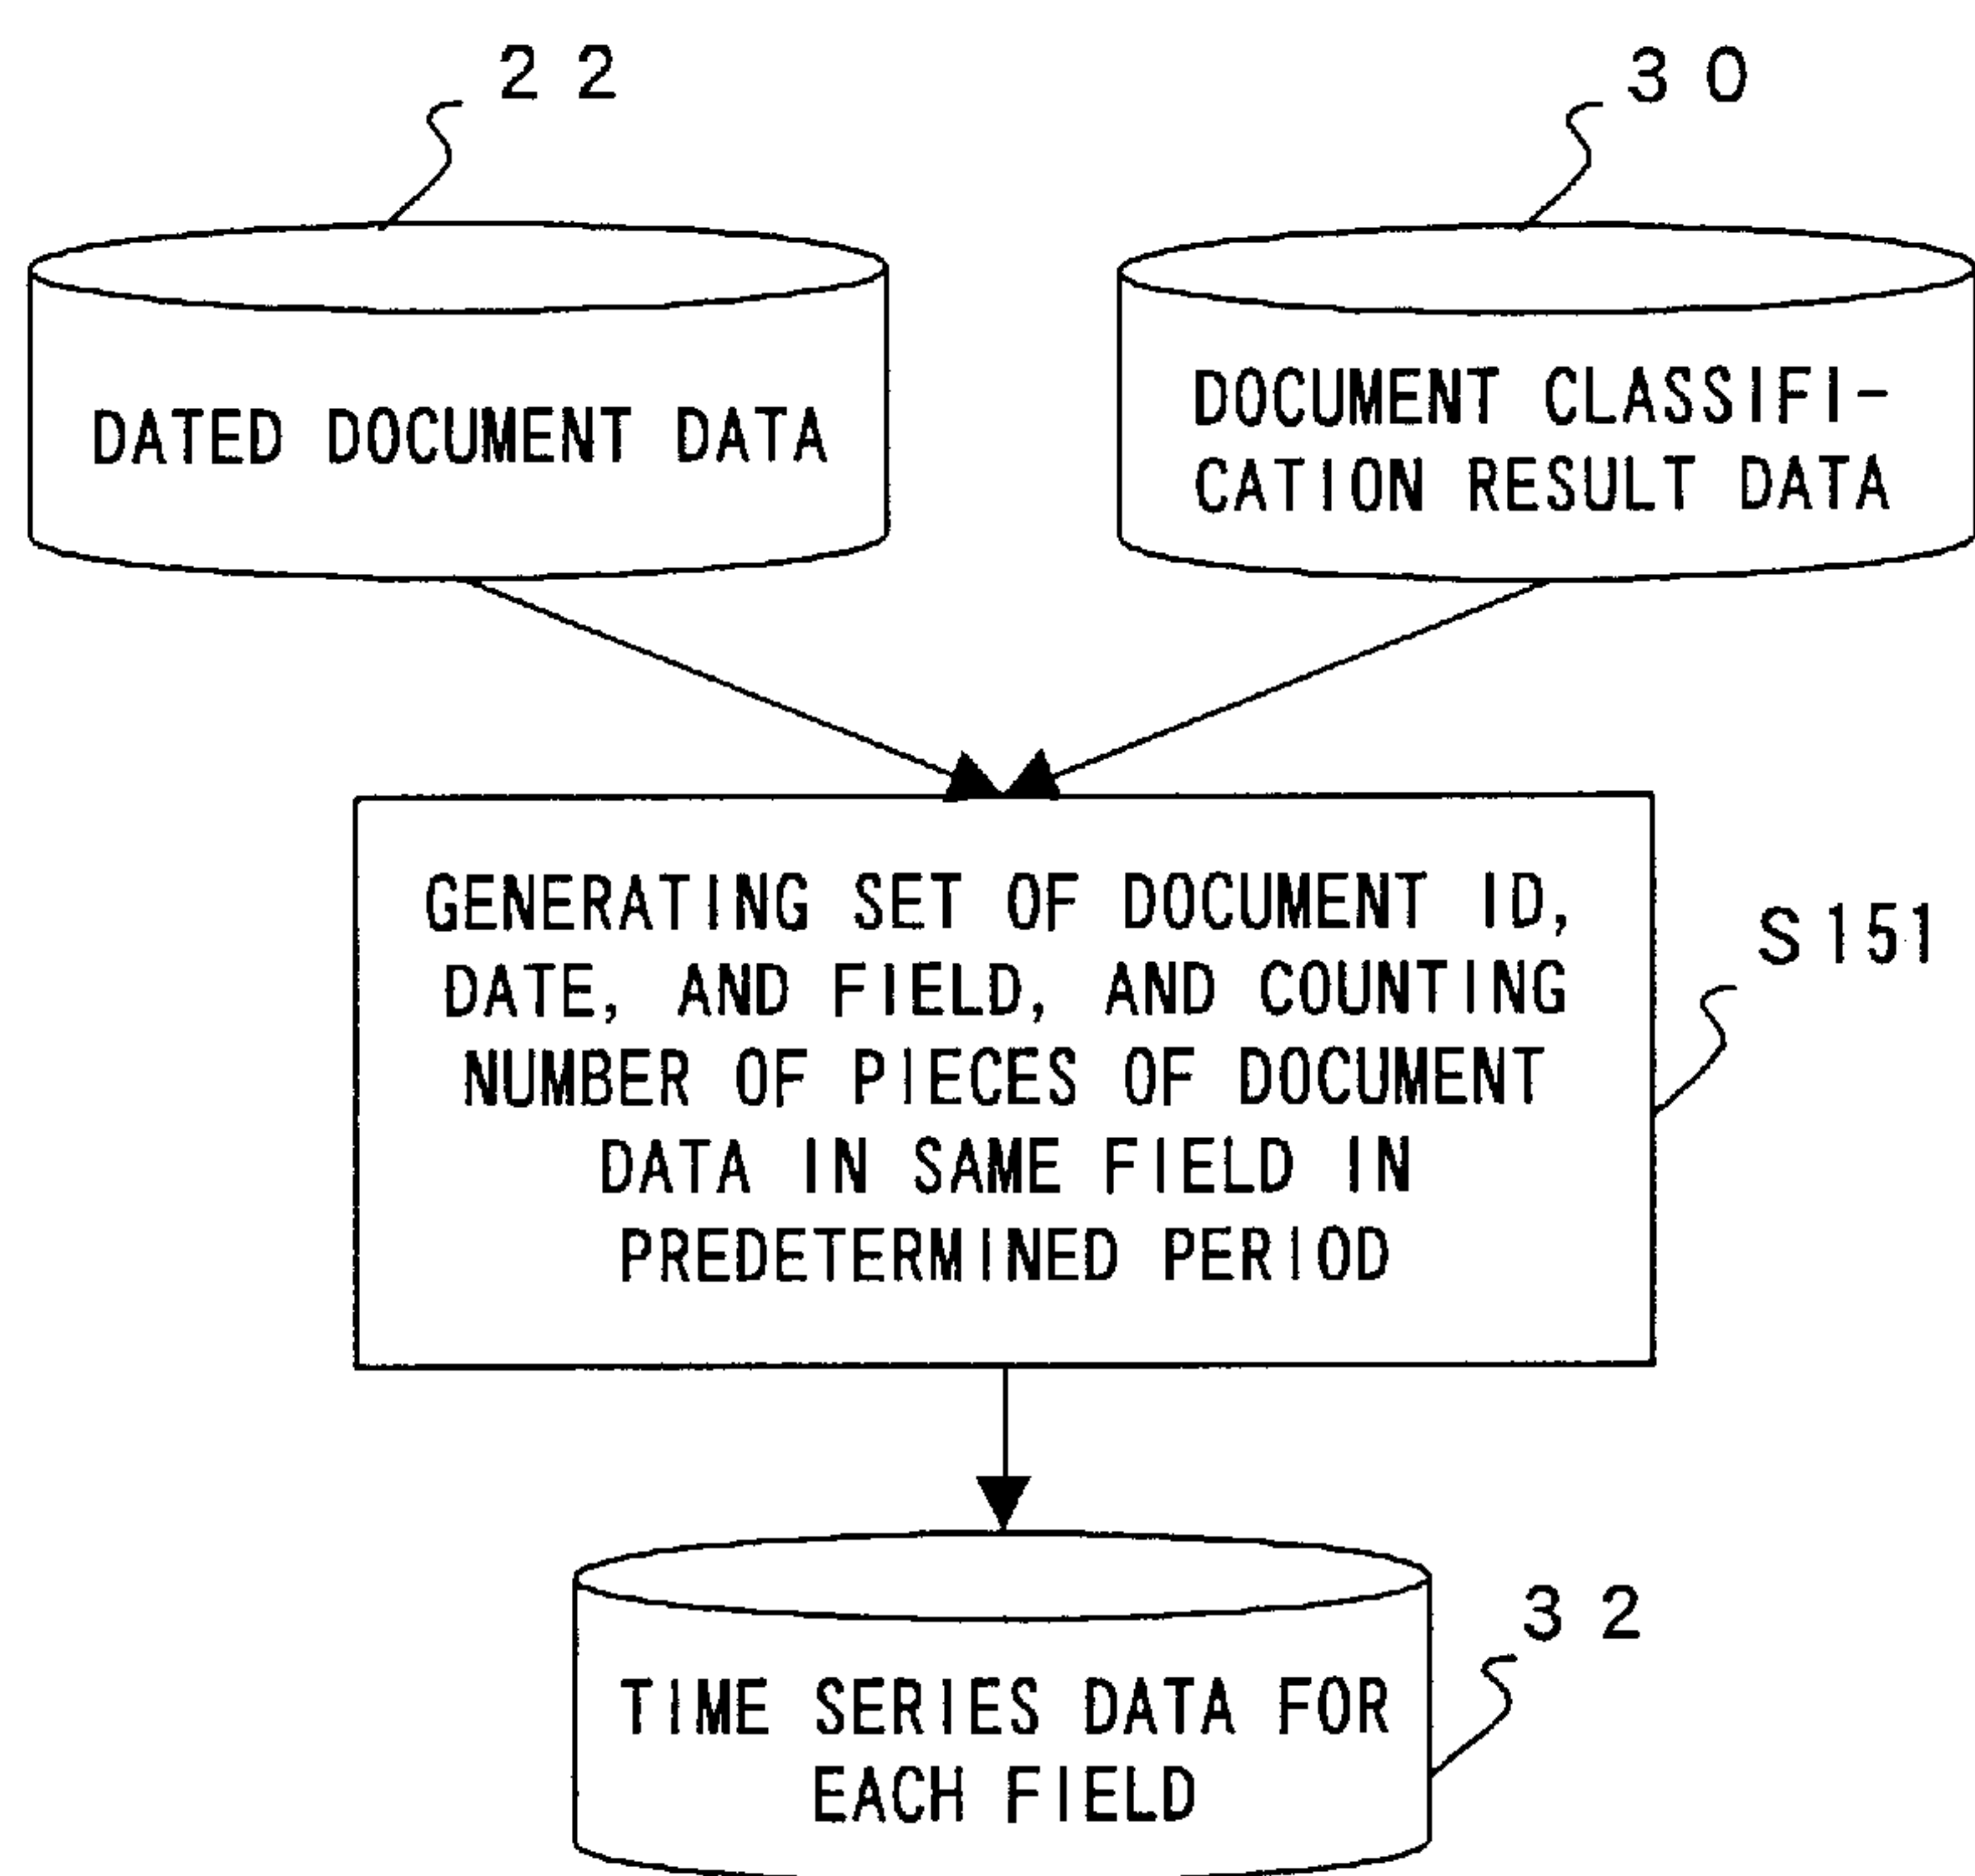 22
30
DATED DOCUMENT DATA
DOCUMENT CLASSIFI-
CATION RESULT DATA
GENERATING SET OF DOCUMENT ID,
DATE, AND FIELD, AND COUNTING
NUMBER OF PIECES OF DOCUMENT
DATA IN SAME FIELD IN
PREDETERMINED PERIOD
S151
32
TIME SERIES DATA FOR
EACH FIELD